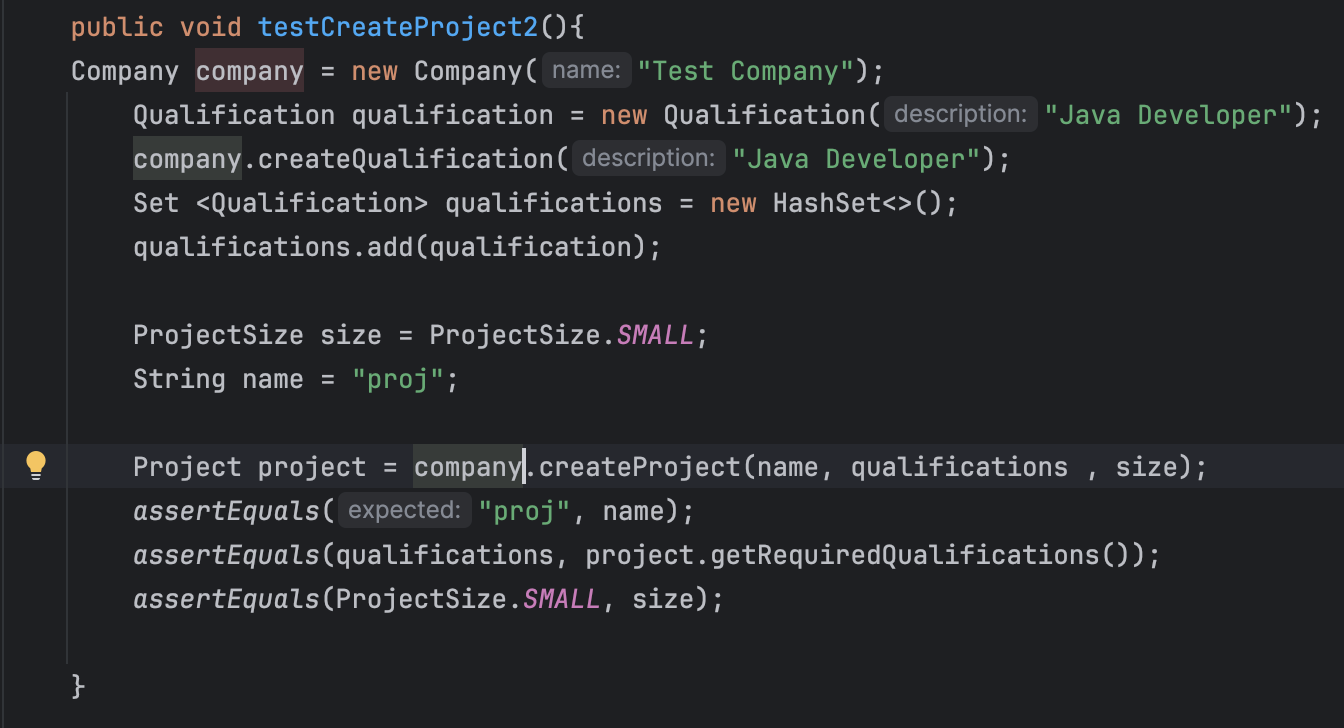 public void testCreateProject2(){
Company company = new Company( name: "Test Company");
Qualification qualification = new Qualification( description: "Java Developer");
company.createQualification( description: "Java Developer");
Set <Qualification> qualifications = new HashSet<>();
qualifications.add(qualification);
ProjectSize size = ProjectSize.SMALL;
String name = "proj";
Project project = company.createProject(name, qualifications , size);
assertEquals( expected: "proj", name);
assertEquals(qualifications, project.getRequiredQualifications());
assertEquals(ProjectSize.SMALL, size);
}